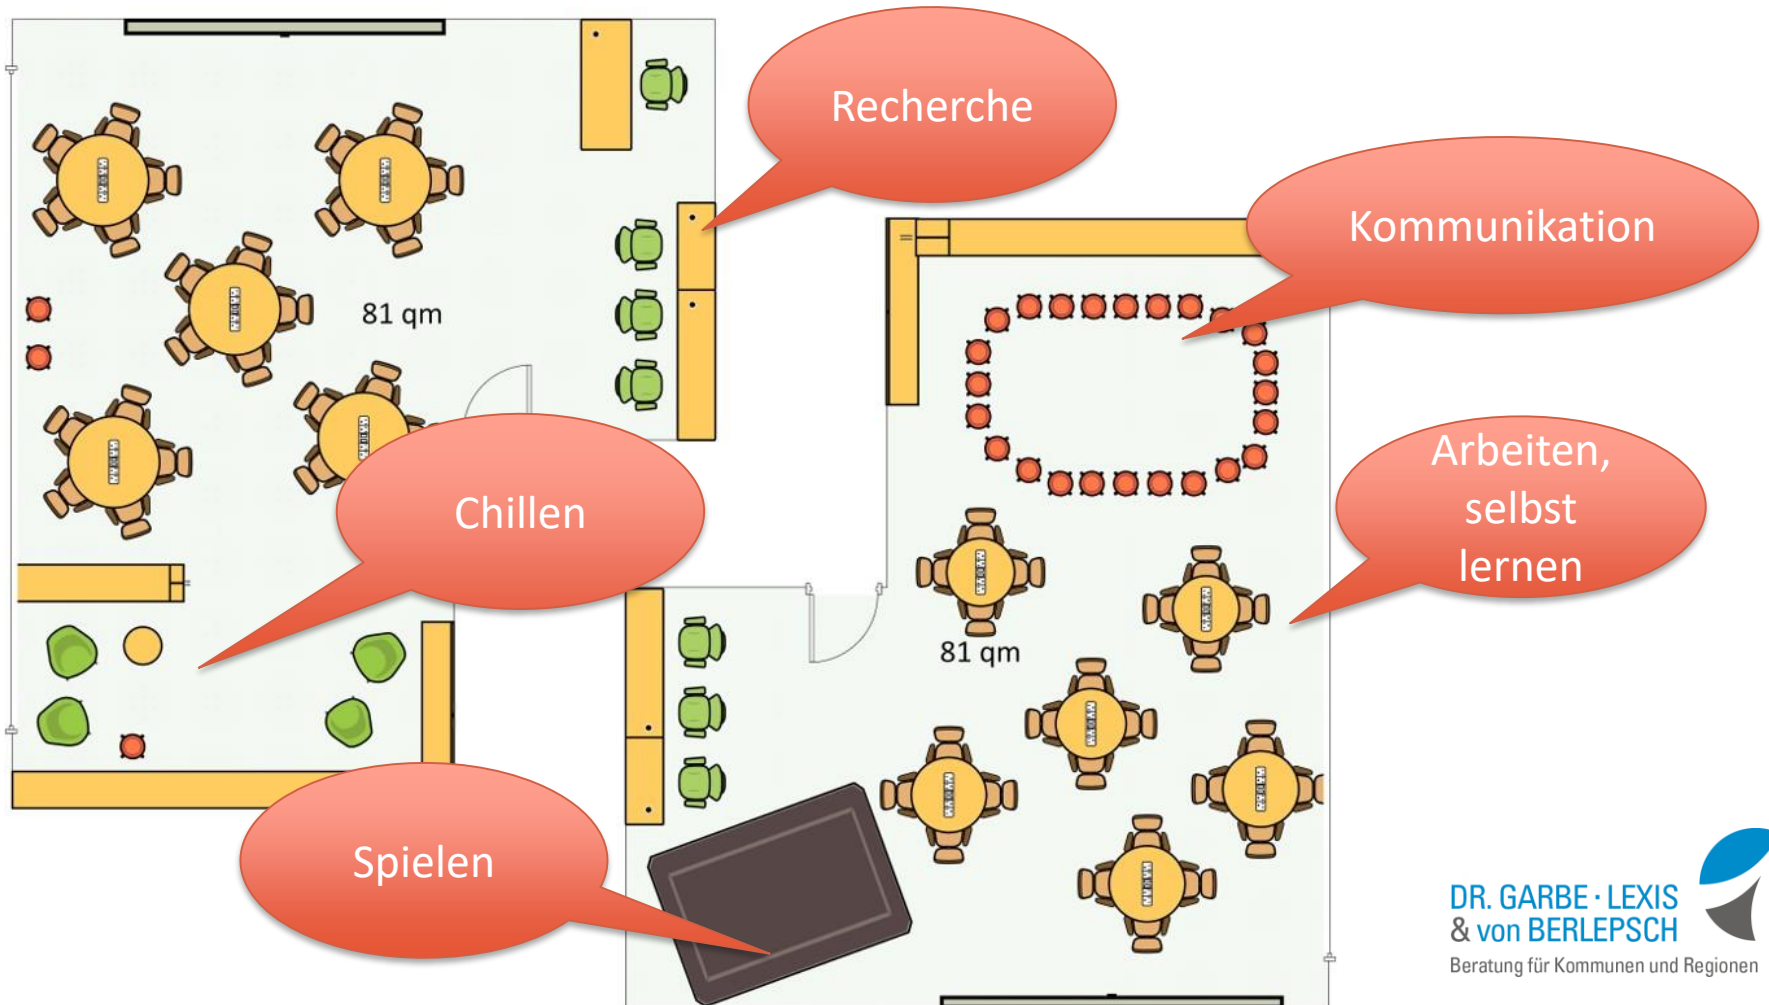 Recherche
Kommunikation
81 qm
Arbeiten,
selbst
lernen
Chillen
81 qm
Spielen
DR. GARBE · LEXIS
& von BERLEPSCH
Beratung für Kommunen und Regionen